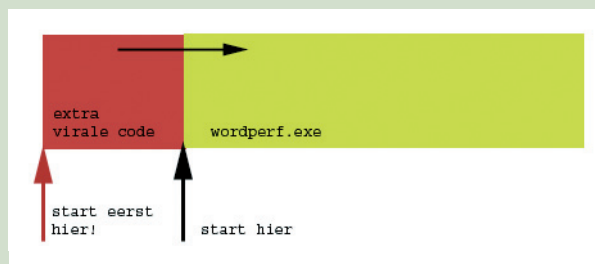 extra
virale code
wordperf.exe
start eerst
hier!
start hier